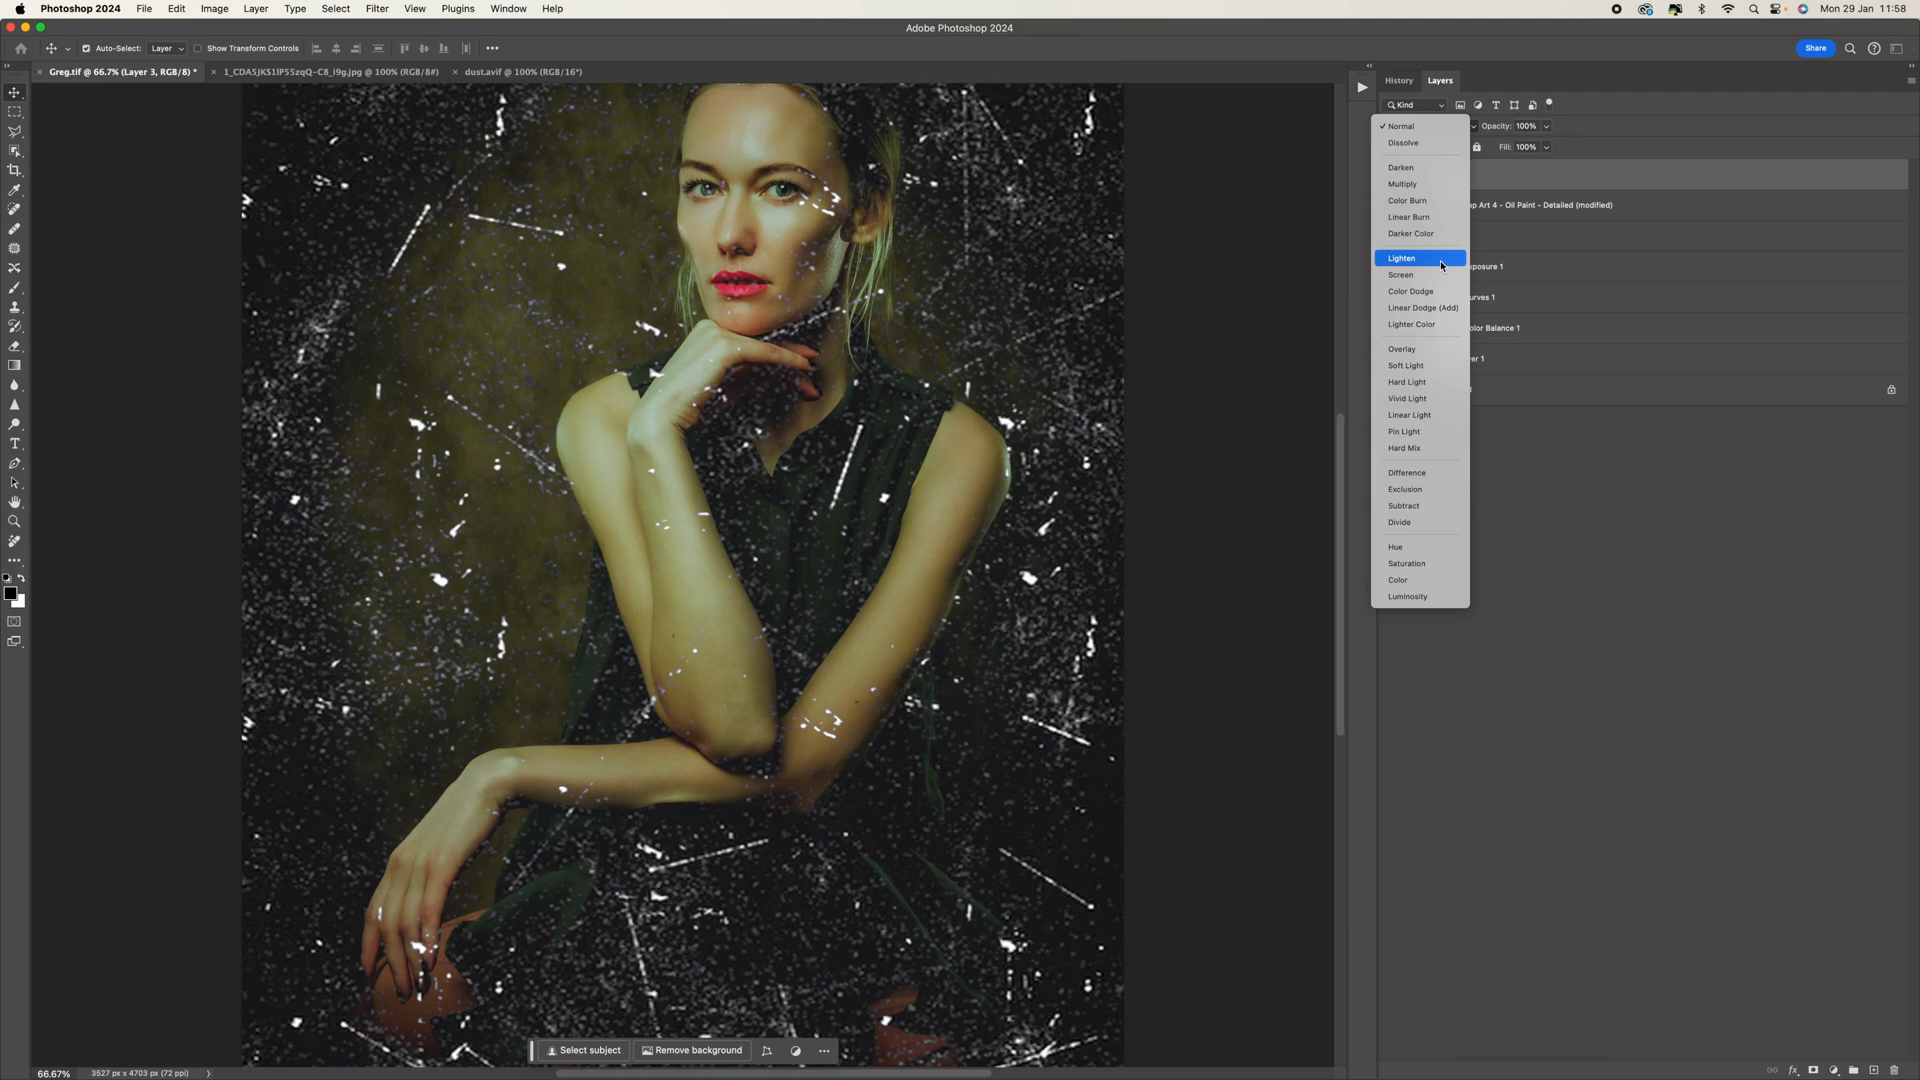 Photoshop 2024 File Edit Image Layer Type Select Filter View Plugins Window Help Mon 29 Jan 11:58
Adobe Photoshop 2024
Auto-Select: Layer Show Transform Controls Share
Greg.tif @ 66.7% (Layer 3, RGB/8) * 1_CDA5JKS1lP55zqQ-C8_i9g.jpg @ 100% (RGB/8#) dust.avif @ 100% (RGB/16*)
History Layers
Kind
Normal
Opacity: 100%
Dissolve
Fill: 100%
Darken
Multiply
Color Burn
Linear Burn
Darker Color
Lighten
Screen
Color Dodge
Linear Dodge (Add)
Lighter Color
Overlay
Soft Light
Hard Light
Vivid Light
Linear Light
Pin Light
Hard Mix
Difference
Exclusion
Subtract
Divide
Hue
Saturation
Color
Luminosity
ep Art 4 - Oil Paint - Detailed (modified)
xposure 1
urves 1
olor Balance 1
er 1
Select subject Remove background
66.67% 3527 px x 4703 px (72 ppi)